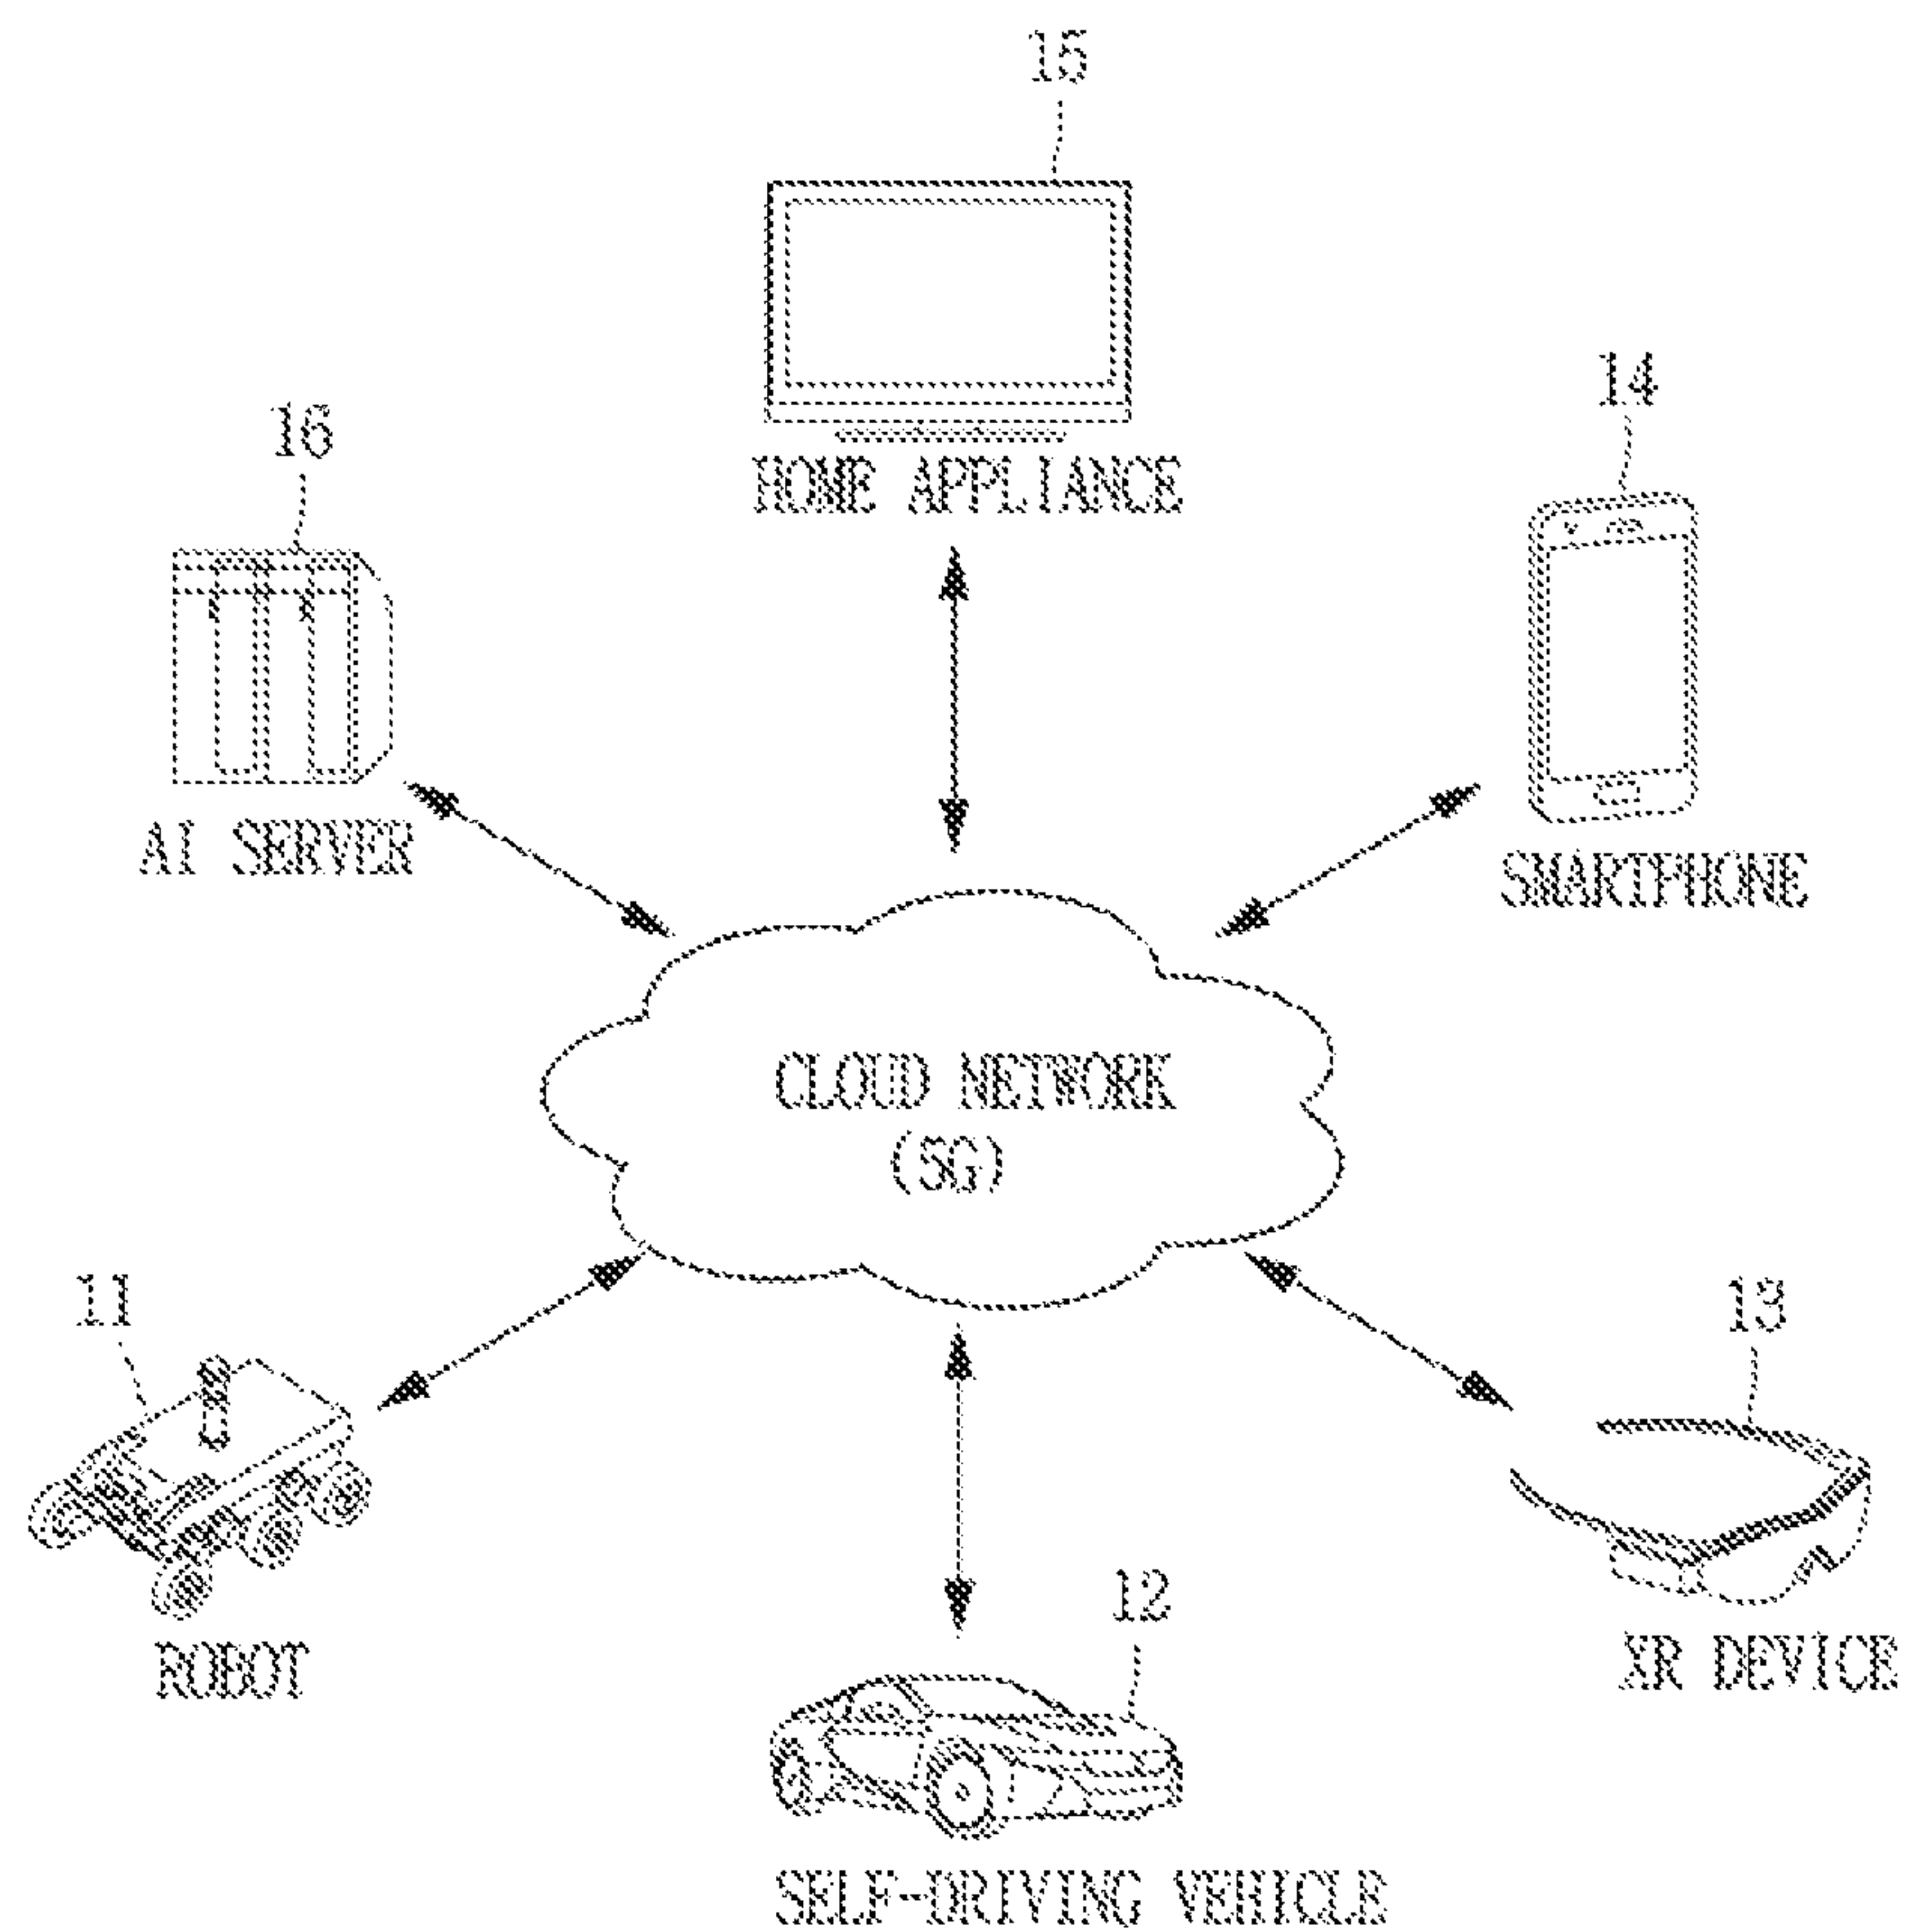 15
14
16
HOME APPLIANCE
AI SERVER
SMARTPHONE
CLOUD NETWORK
(5G)
11
13
12
ROBOT
XR DEVICE
SELF-DRIVING VEHICLE